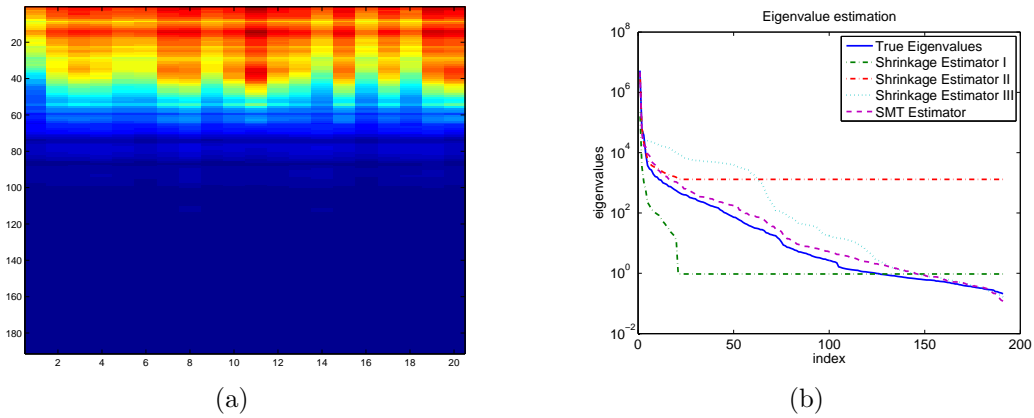 20
40
60
80
100
120
140
160
180
2 4 6 8 10 12 14 16 18 20
(a)
Eigenvalue estimation
10^8
10^6
10^4
10^2
10^0
10^−2
eigenvalues
0 50 100 150 200
index
True Eigenvalues
Shrinkage Estimator I
Shrinkage Estimator II
Shrinkage Estimator III
SMT Estimator
(b)